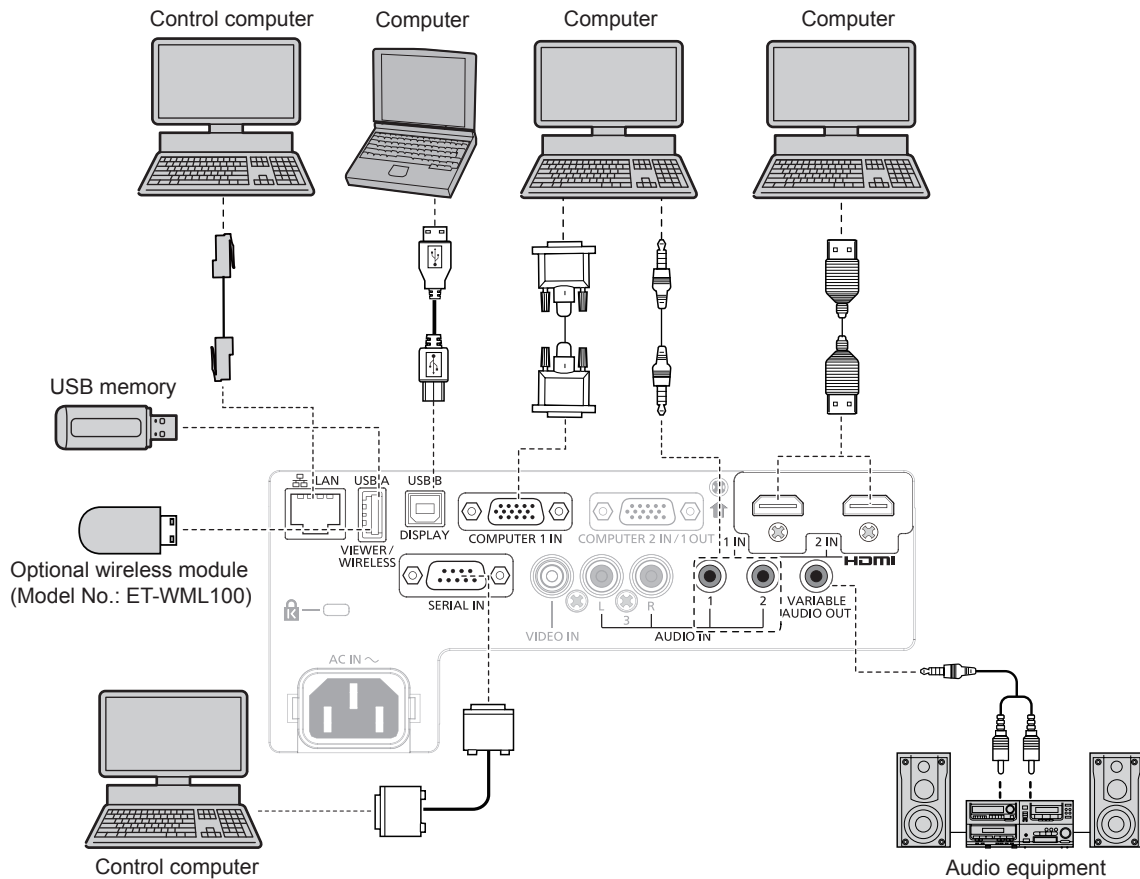 Control computer
Computer
Computer
Computer
USB memory
Optional wireless module
(Model No.: ET-WML100)
LAN
USB A
USB B
VIEWER /
WIRELESS
DISPLAY
COMPUTER 1 IN
COMPUTER 2 IN / 1 OUT
1 IN
2 IN
HDMI
SERIAL IN
K
VIDEO IN
L
3
R
AUDIO IN
1
2
VARIABLE
AUDIO OUT
AC IN ~
Control computer
Audio equipment